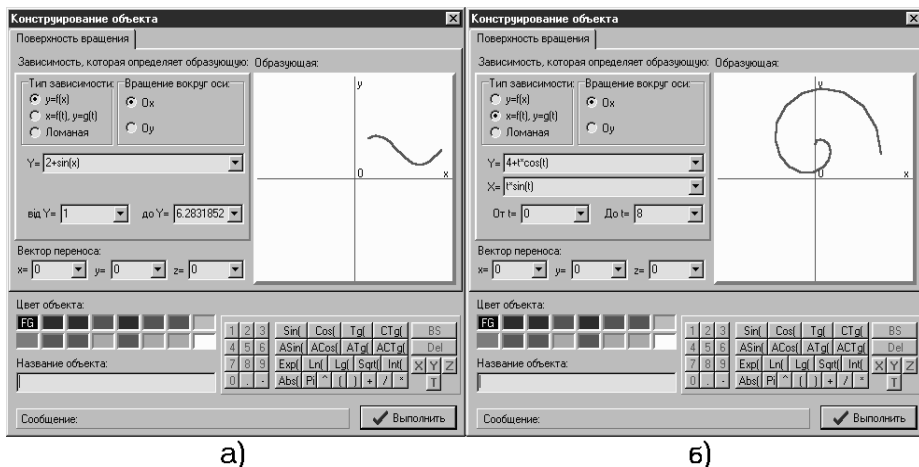 Конструирование объекта
Поверхность вращения
Зависимость, которая определяет образующую: Образующая:
Тип зависимости: Вращение вокруг оси:
y=f(x) Ox
x=f(t), y=g(t)
Ломаная Oy
Y= 2+sin(x)
від Y= 1 до Y= 6.2831852
y
0 x
Вектор переноса:
x= 0 y= 0 z= 0
Цвет объекта:
FG
1 2 3 Sin( Cos( Tg( CTg( BS
4 5 6 ASin( ACos( ATg( ACTg( Del
7 8 9 Exp( Ln( Lg( Sqrt( Int( X Y Z
0 . - Abs( Pi ^ ( ) + / * T
Название объекта:
Сообщение: Выполнить
а)
Конструирование объекта
Поверхность вращения
Зависимость, которая определяет образующую: Образующая:
Тип зависимости: Вращение вокруг оси:
y=f(x) Ox
x=f(t), y=g(t)
Ломаная Oy
Y= 4+t*cos(t)
X= t*sin(t)
От t= 0 До t= 8
y
0 x
Вектор переноса:
x= 0 y= 0 z= 0
Цвет объекта:
FG
1 2 3 Sin( Cos( Tg( CTg( BS
4 5 6 ASin( ACos( ATg( ACTg( Del
7 8 9 Exp( Ln( Lg( Sqrt( Int( X Y Z
0 . - Abs( Pi ^ ( ) + / * T
Название объекта:
Сообщение: Выполнить
б)